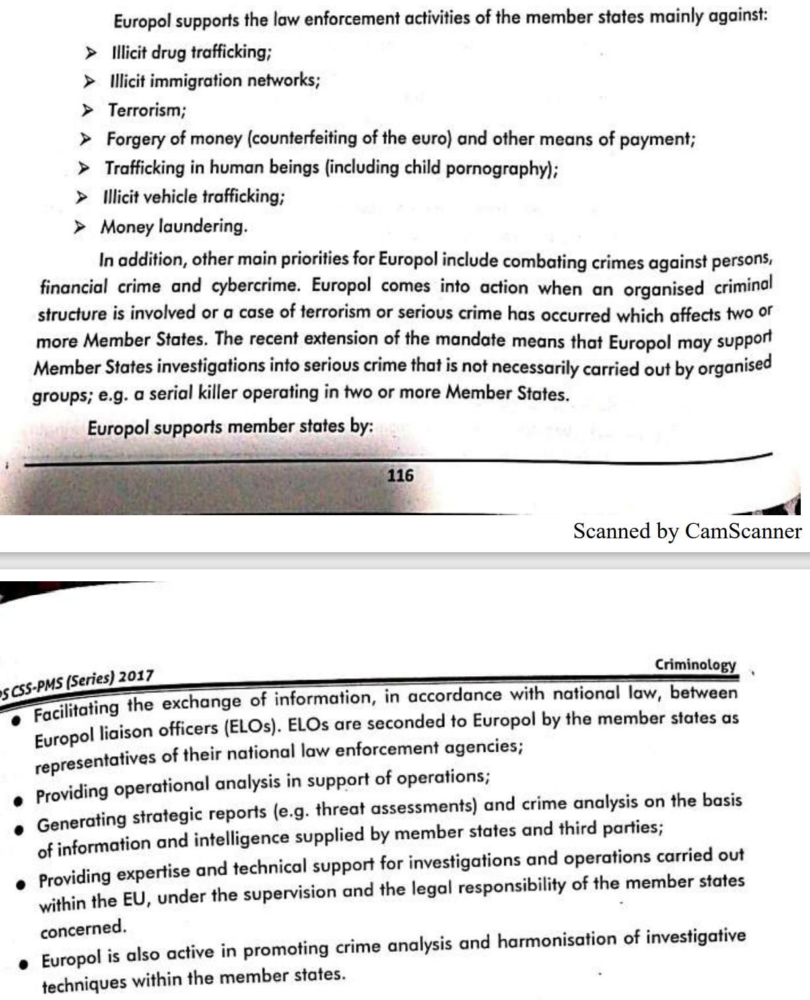 Europol supports the law enforcement activities of the member states mainly against:
➤ Illicit drug trafficking;
➤ Illicit immigration networks;
➤ Terrorism;
➤ Forgery of money (counterfeiting of the euro) and other means of payment;
➤ Trafficking in human beings (including child pornography);
➤ Illicit vehicle trafficking;
➤ Money laundering.
In addition, other main priorities for Europol include combating crimes against persons,
financial crime and cybercrime. Europol comes into action when an organised criminal
structure is involved or a case of terrorism or serious crime has occurred which affects two or
more Member States. The recent extension of the mandate means that Europol may support
Member States investigations into serious crime that is not necessarily carried out by organised
groups; e.g. a serial killer operating in two or more Member States.
Europol supports member states by:
116
Scanned by CamScanner
CSS-PMS (Series) 2017
Criminology
• Facilitating the exchange of information, in accordance with national law, between
Europol liaison officers (ELOs). ELOs are seconded to Europol by the member states as
representatives of their national law enforcement agencies;
• Providing operational analysis in support of operations;
• Generating strategic reports (e.g. threat assessments) and crime analysis on the basis
of information and intelligence supplied by member states and third parties;
• Providing expertise and technical support for investigations and operations carried out
within the EU, under the supervision and the legal responsibility of the member states
concerned.
• Europol is also active in promoting crime analysis and harmonisation of investigative
techniques within the member states.